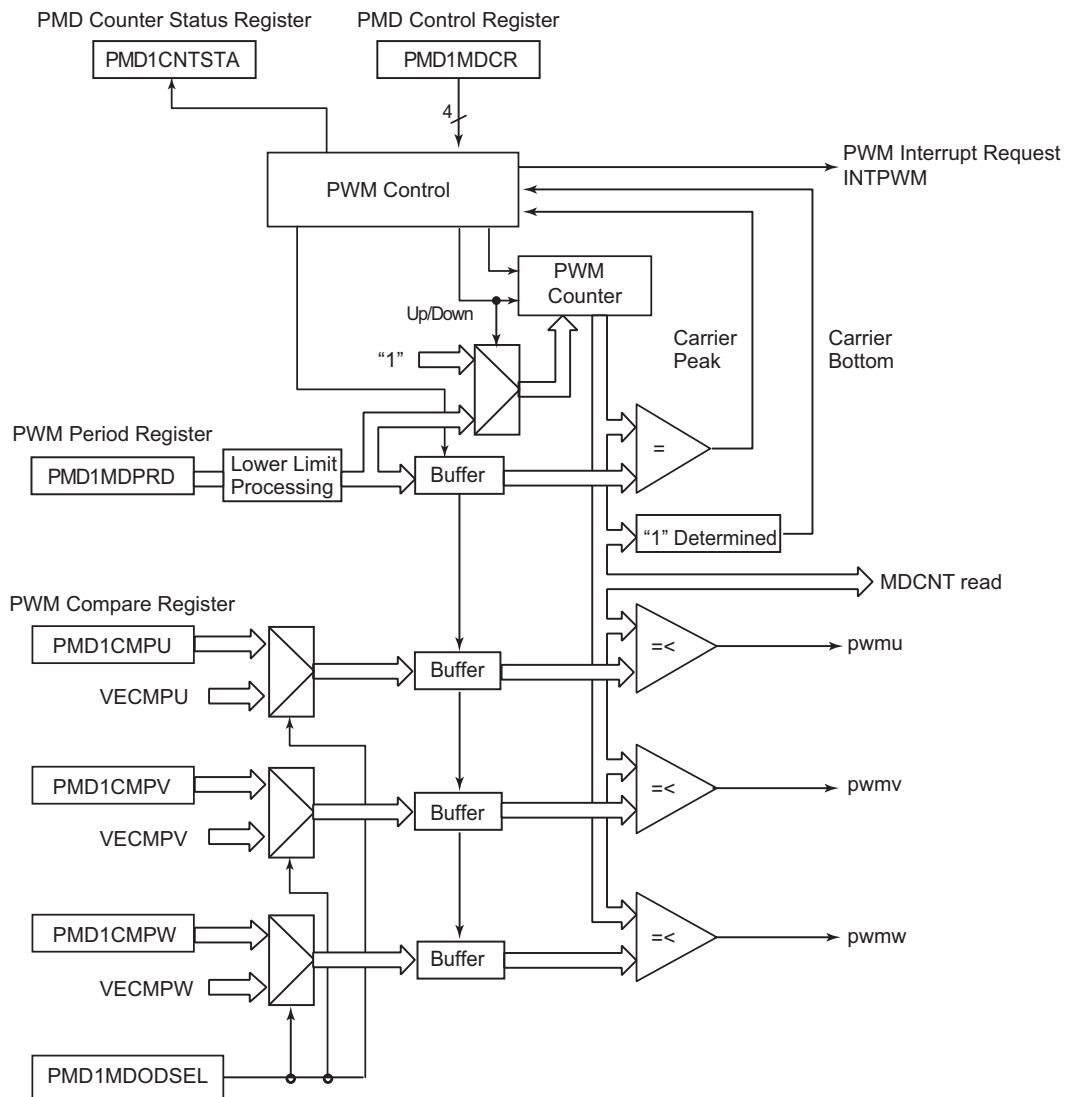 PMD Counter Status Register
PMD Control Register
PMD1CNTSTA
PMD1MDCR
4
PWM Control
PWM Interrupt Request
INTPWM
PWM
Counter
Up/Down
“1”
Carrier
Peak
Carrier
Bottom
PWM Period Register
PMD1MDPRD
Lower Limit
Processing
Buffer
=
“1” Determined
MDCNT read
PWM Compare Register
PMD1CMPU
VECMPU
Buffer
=<
pwmu
PMD1CMPV
VECMPV
Buffer
=<
pwmv
PMD1CMPW
VECMPW
Buffer
=<
pwmw
PMD1MDODSEL